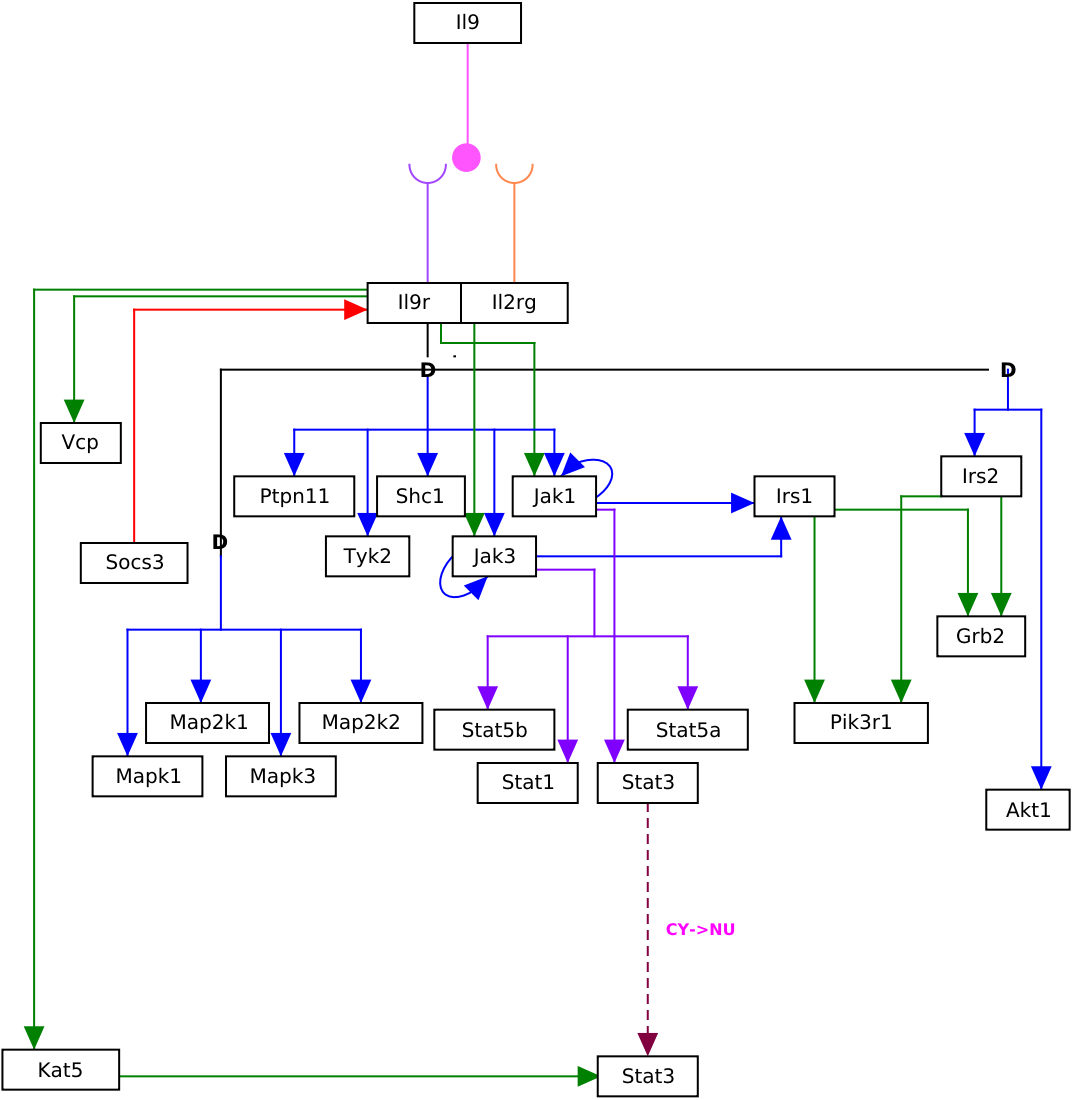 Il9
Il9r Il2rg
D D
Vcp
Ptpn11 Shc1 Jak1 Irs1 Irs2
D
Socs3 Tyk2 Jak3
Grb2
Map2k1 Map2k2 Stat5b Stat5a Pik3r1
Mapk1 Mapk3 Stat1 Stat3
Akt1
CY->NU
Kat5 Stat3